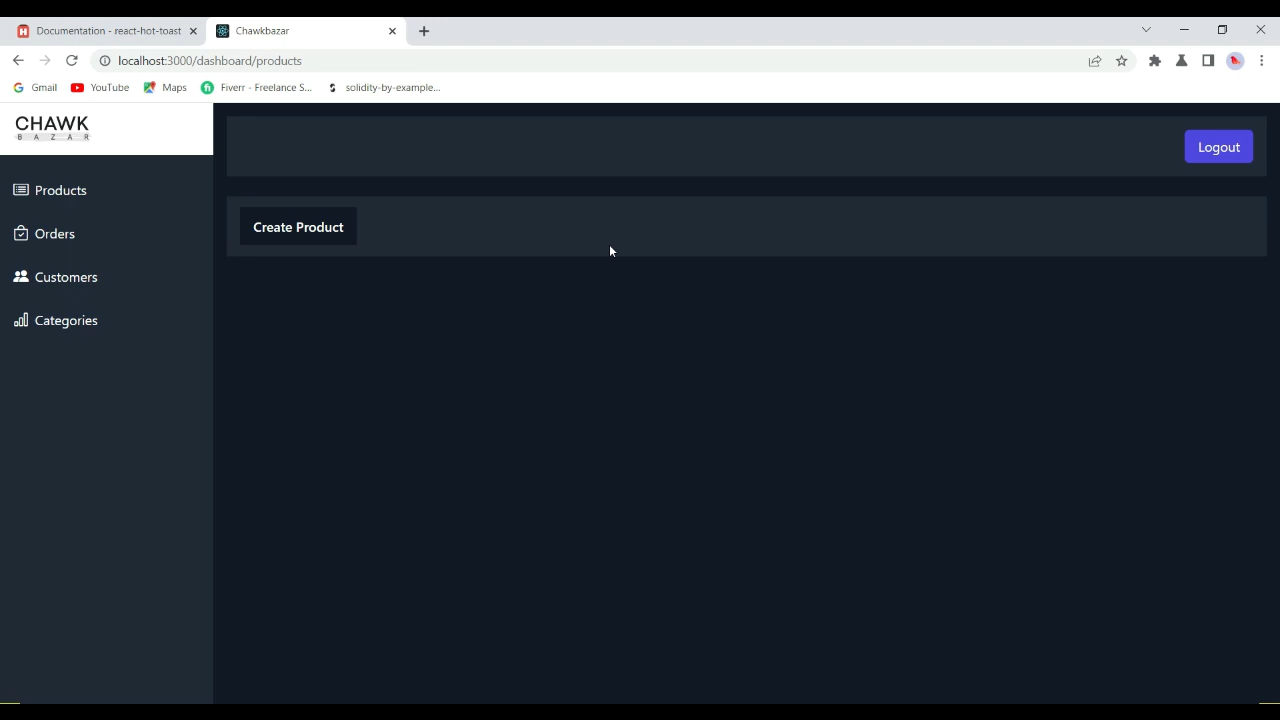 Documentation - react-hot-toast
Chawkbazar
localhost:3000/dashboard/products
Gmail
YouTube
Maps
Fiverr - Freelance S...
solidity-by-example...
CHAWK
BAZAR
Logout
Products
Create Product
Orders
Customers
Categories